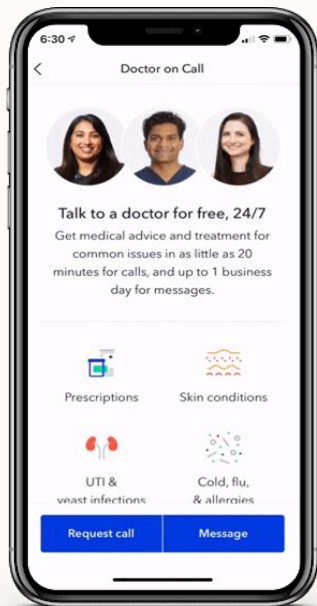 6:30
Doctor on Call
Talk to a doctor for free, 24/7
Get medical advice and treatment for
common issues in as little as 20
minutes for calls, and up to 1 business
day for messages.
Prescriptions
Skin conditions
UTI &
yeast infections
Cold, flu,
& allergies
Request call
Message